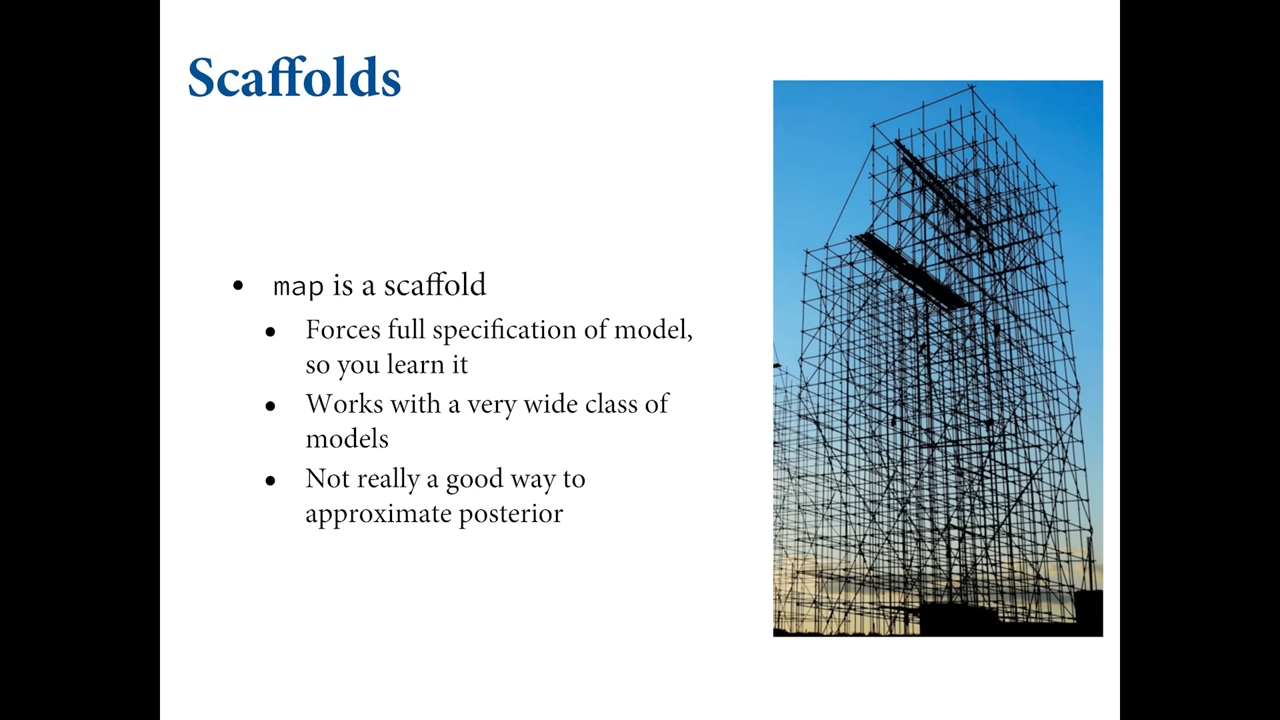 Scaffolds
• map is a scaffold
• Forces full specification of model,
so you learn it
• Works with a very wide class of
models
• Not really a good way to
approximate posterior